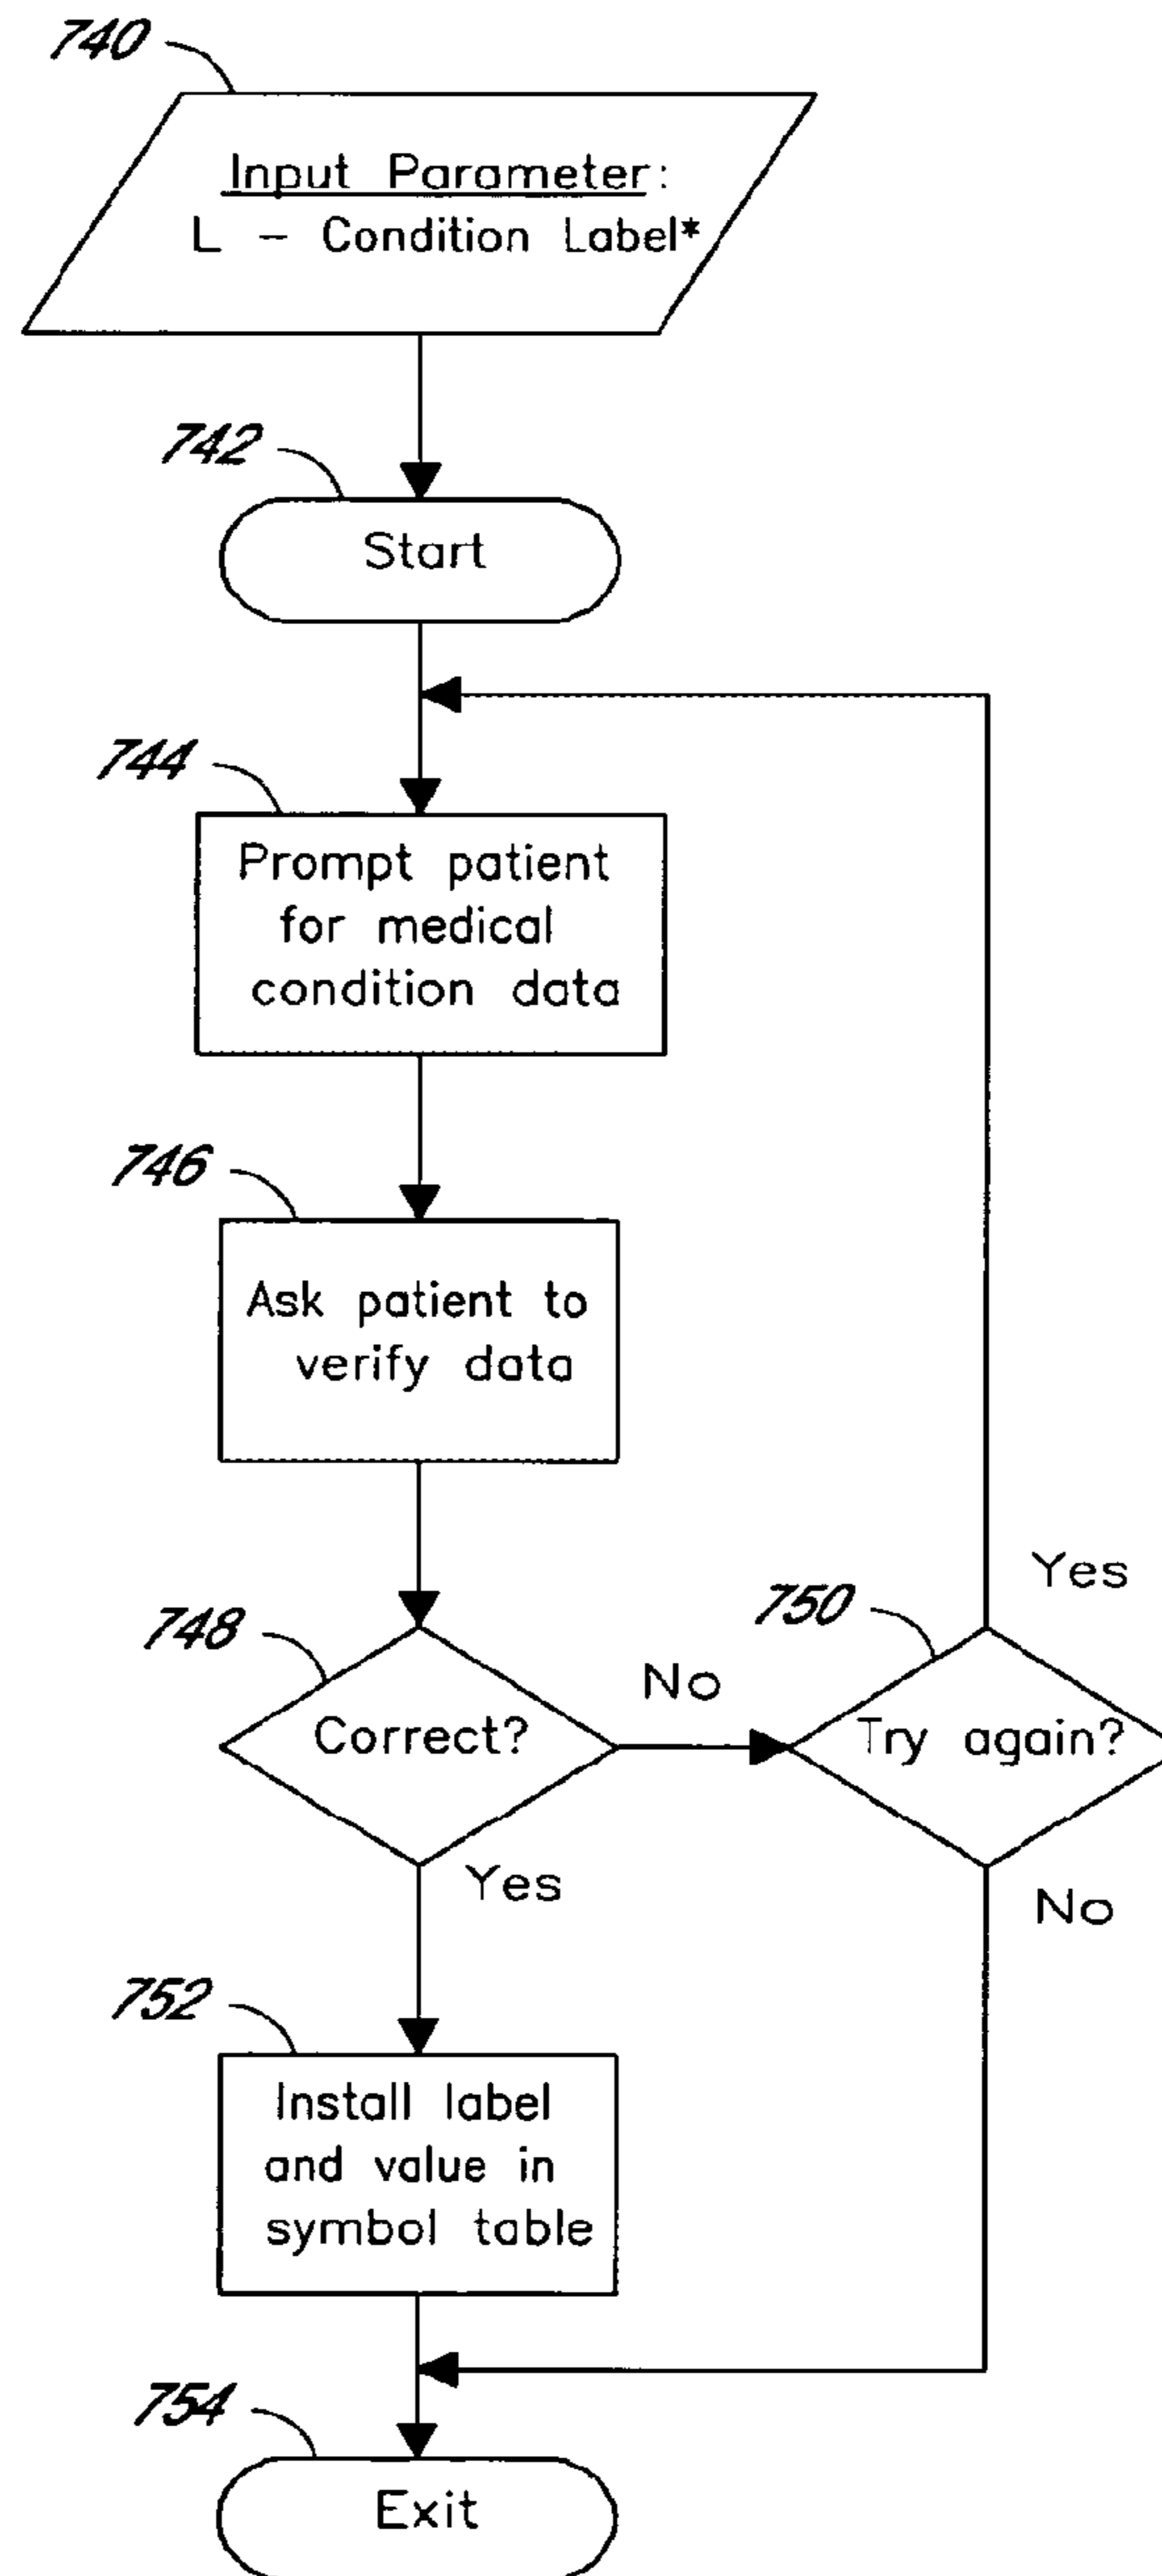 740
Input Parameter:
L - Condition Label*
742
Start
744
Prompt patient
for medical
condition data
746
Ask patient to
verify data
748
Correct?
No
750
Try again?
Yes
Yes
No
752
Install label
and value in
symbol table
754
Exit